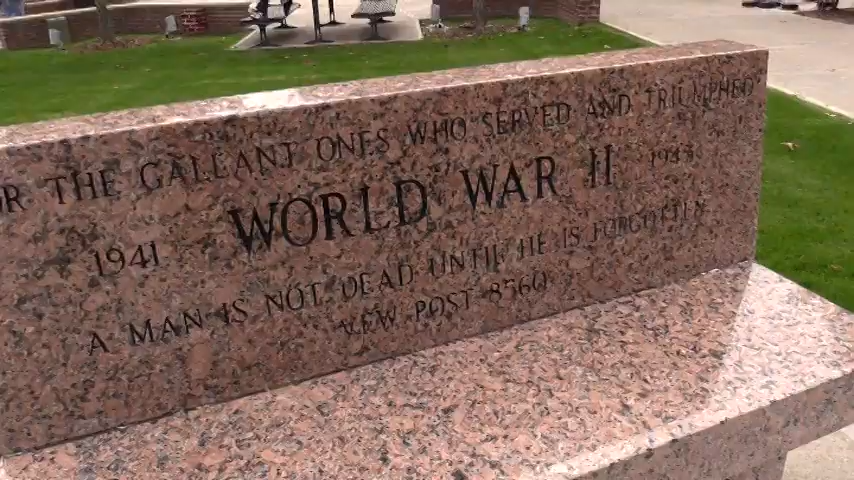 THE GALLANT ONES WHO SERVED AND TRIUMPHED
1941 WORLD WAR II 1945
A MAN IS NOT DEAD UNTIL HE IS FORGOTTEN
VFW POST 8560